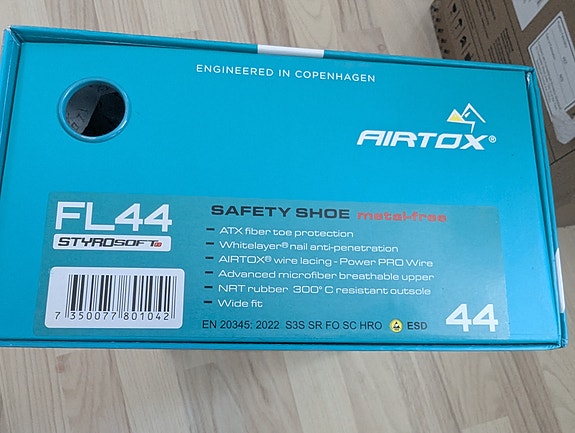 ENGINEERED IN COPENHAGEN
AIRTOX®
FL44
STYROSOFT
SAFETY SHOE metal-free
- ATX fiber toe protection
- Whitelayer® nail anti-penetration
- AIRTOX® wire lacing - Power PRO Wire
- Advanced microfiber breathable upper
- NRT rubber 300° C resistant outsole
- Wide fit
7 350077 801042
EN 20345: 2022 S3S SR FO SC HRO ESD
44